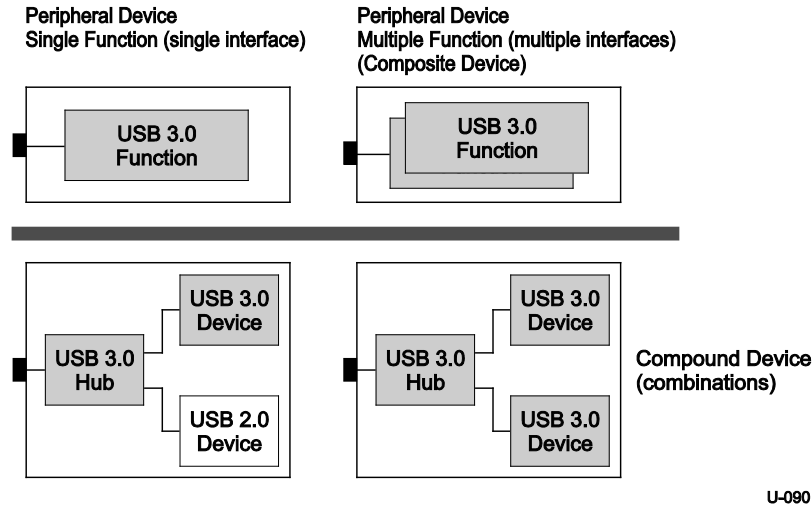 Peripheral Device
Single Function (single interface)
Peripheral Device
Multiple Function (multiple interfaces)
(Composite Device)
USB 3.0
Function
USB 3.0
Function
USB 3.0
Device
USB 3.0
Hub
USB 2.0
Device
USB 3.0
Device
USB 3.0
Hub
USB 3.0
Device
Compound Device
(combinations)
U-090